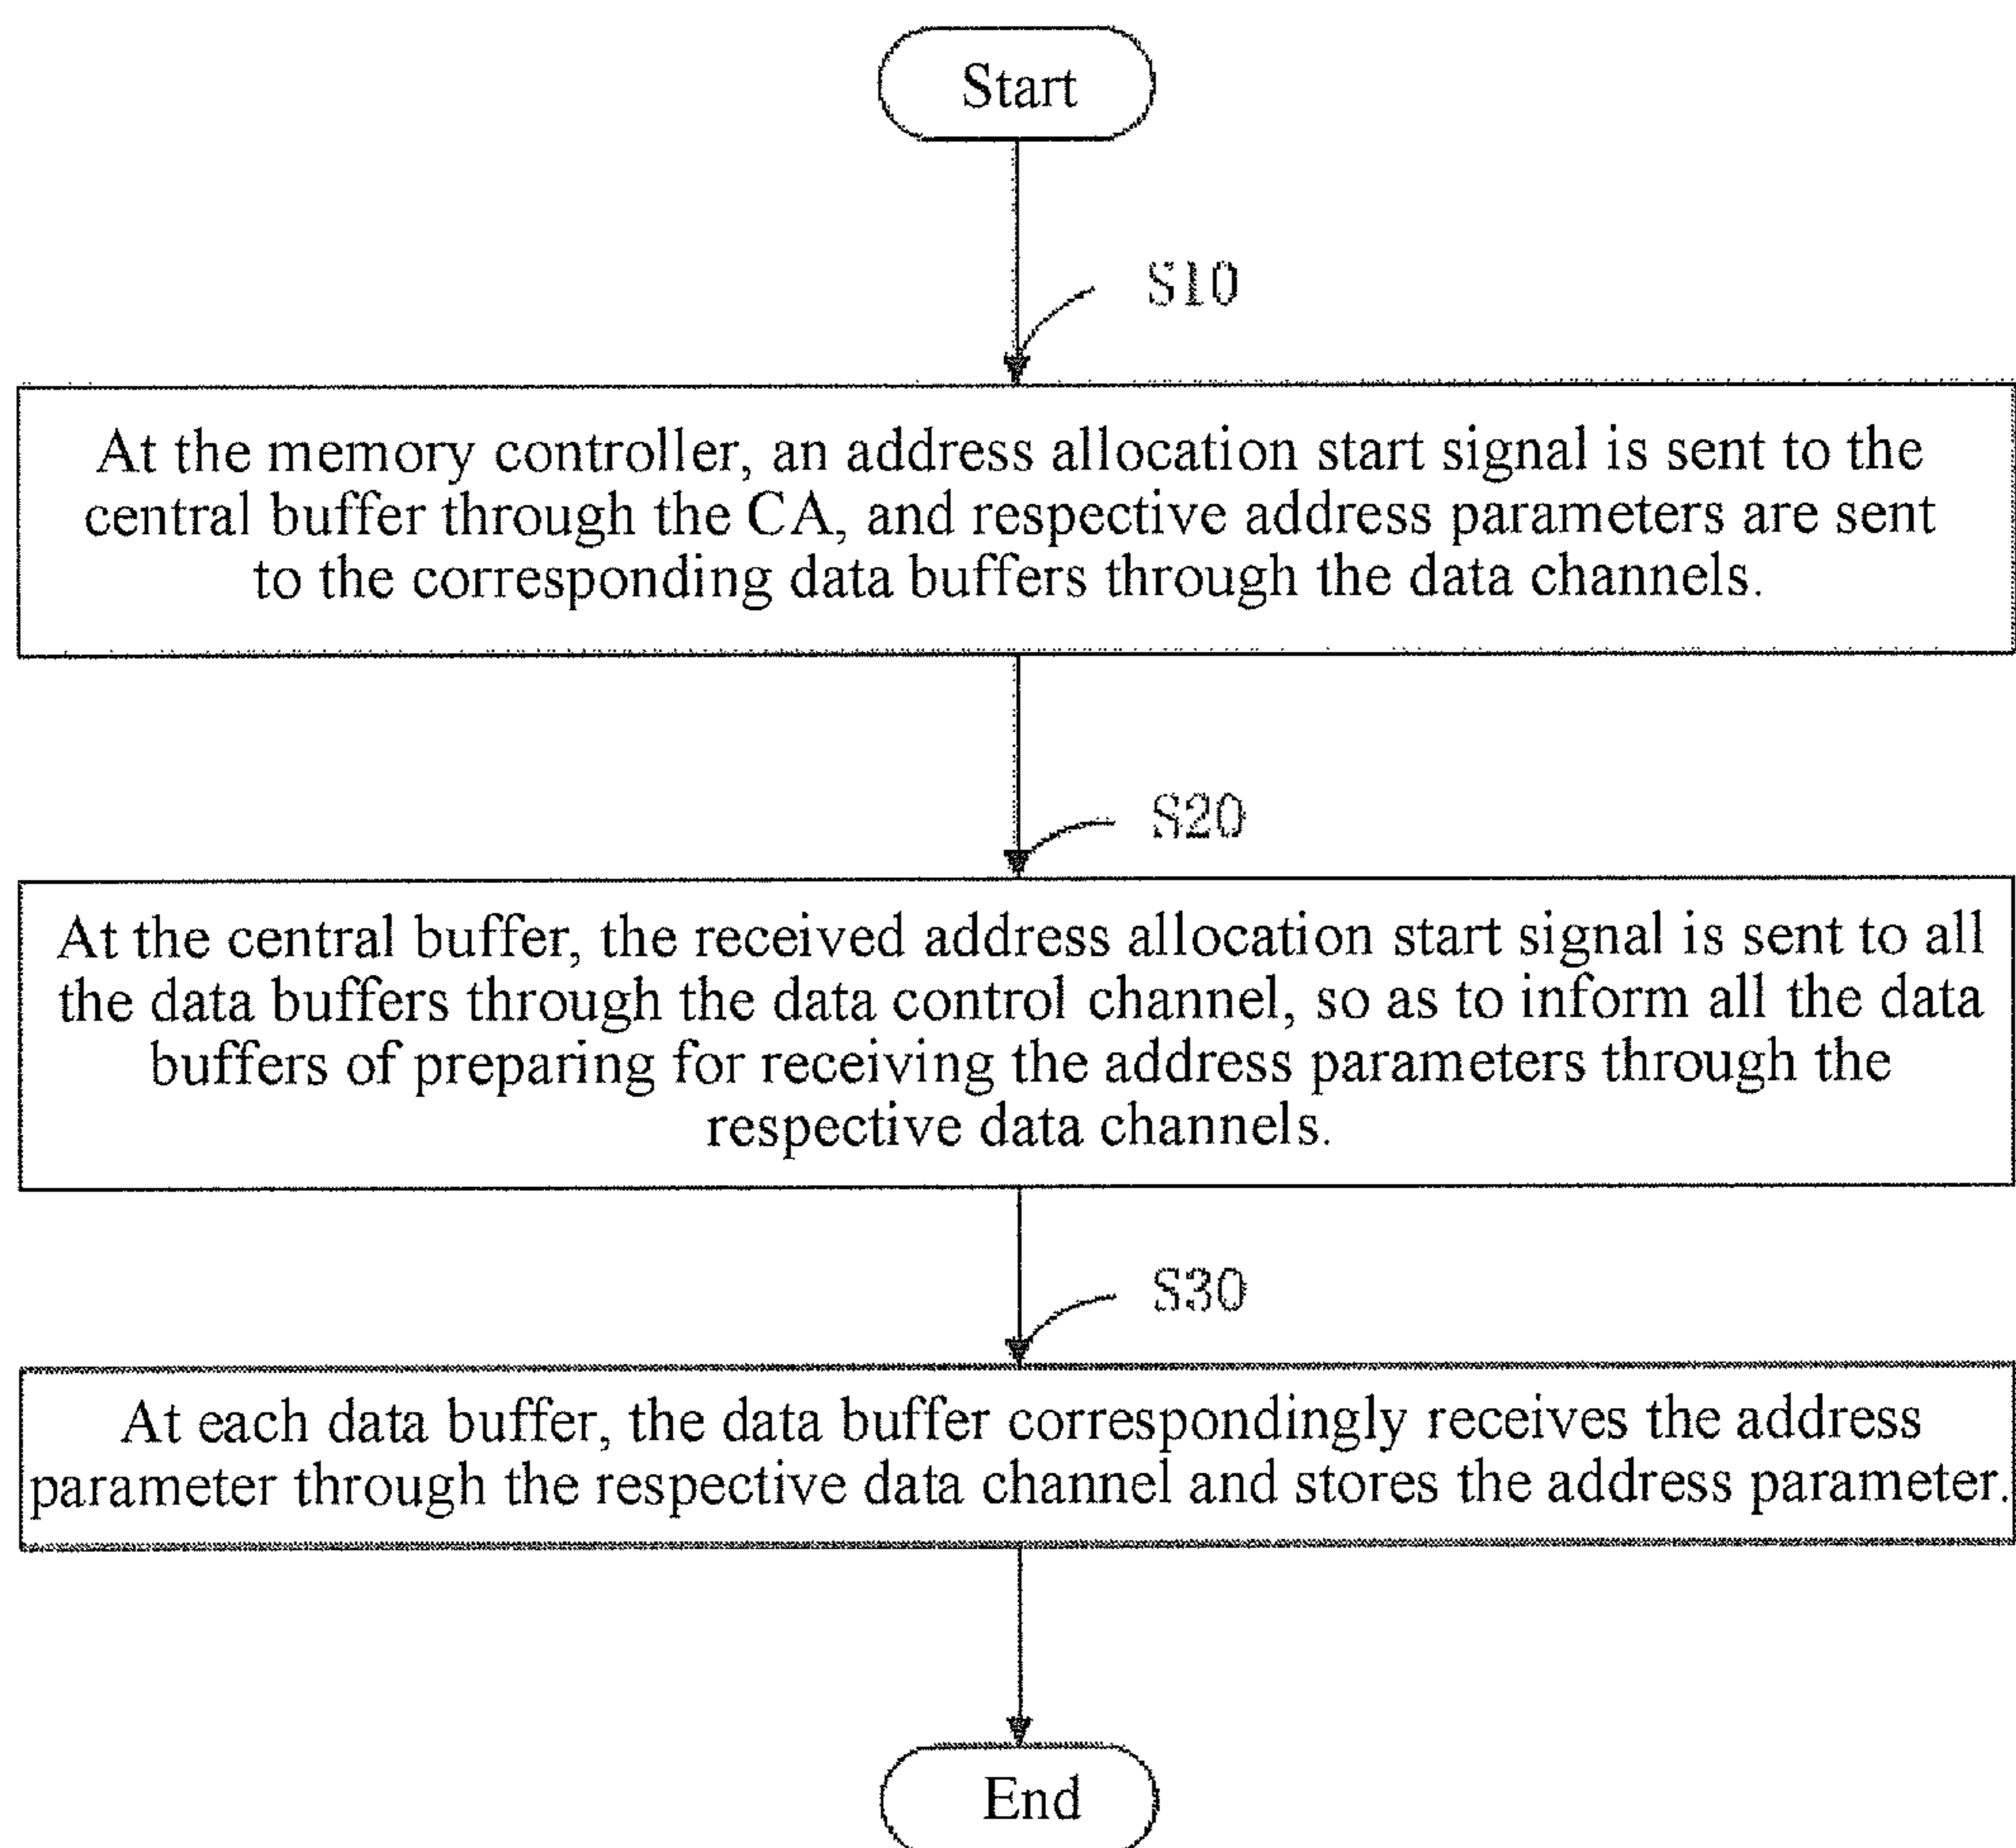 Start
S10
At the memory controller, an address allocation start signal is sent to the
central buffer through the CA, and respective address parameters are sent
to the corresponding data buffers through the data channels.
S20
At the central buffer, the received address allocation start signal is sent to all
the data buffers through the data control channel, so as to inform all the data
buffers of preparing for receiving the address parameters through the
respective data channels.
S30
At each data buffer, the data buffer correspondingly receives the address
parameter through the respective data channel and stores the address parameter.
End